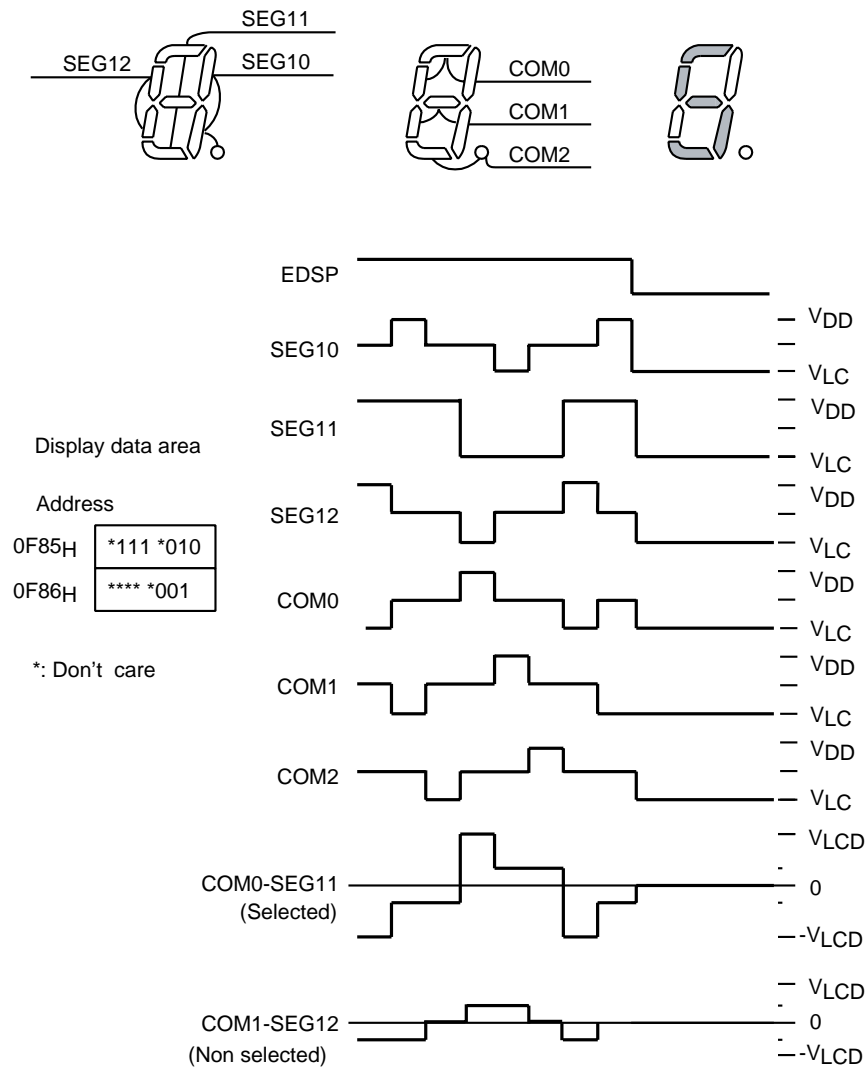 SEG11
SEG12
SEG10
COM0
COM1
COM2
EDSP
VDD
SEG10
VLC
VDD
SEG11
Display data area
VLC
VDD
Address
SEG12
0F85H *111 *010
VLC
VDD
0F86H **** *001
COM0
VLC
*: Don't care
VDD
COM1
VLC
VDD
COM2
VLC
VLCD
COM0-SEG11
0
(Selected)
-VLCD
VLCD
COM1-SEG12
0
(Non selected)
-VLCD